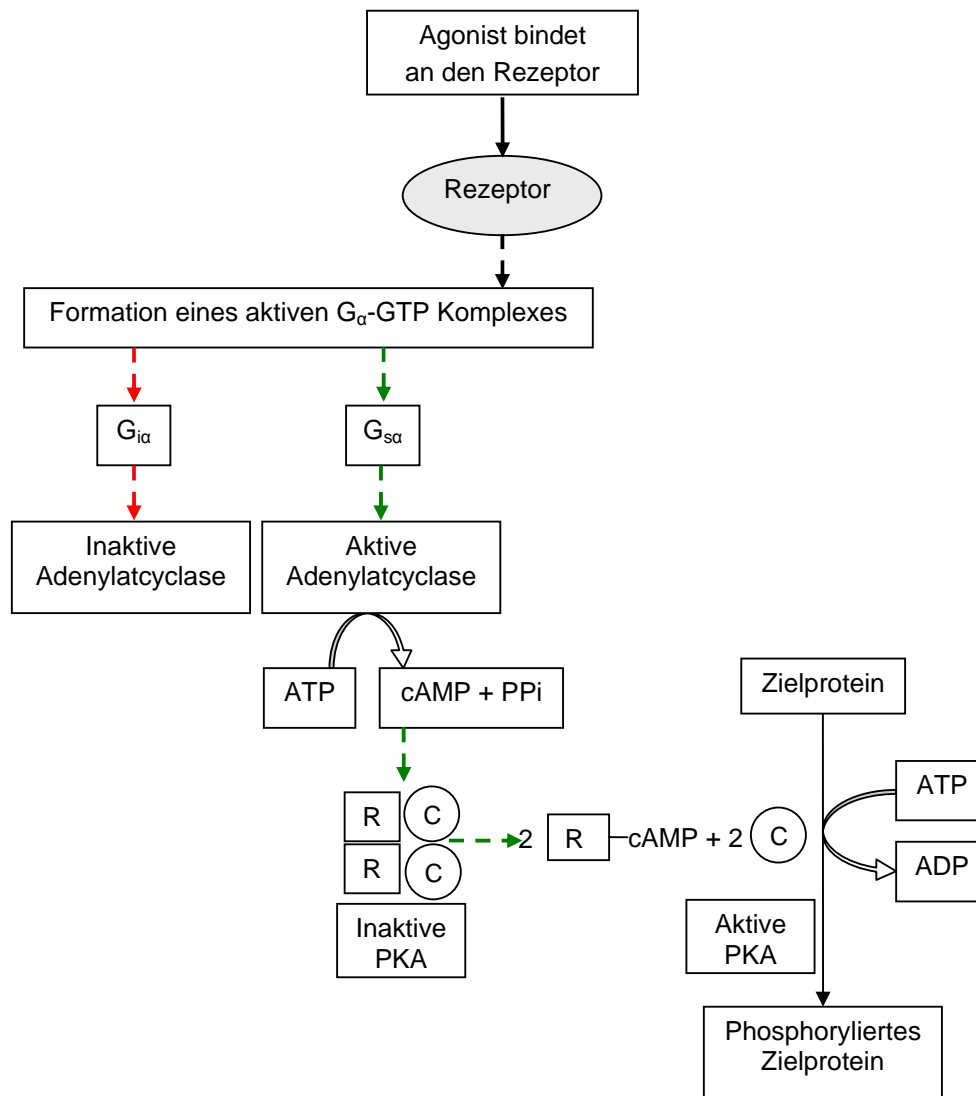 Agonist bindet
an den Rezeptor
Rezeptor
Formation eines aktiven Gα-GTP Komplexes
Giα
Gsα
Inaktive
Adenylatcyclase
Aktive
Adenylatcyclase
ATP
cAMP + PPi
Zielprotein
ATP
ADP
R
C
R
C
2 R cAMP + 2 C
Inaktive
PKA
Aktive
PKA
Phosphoryliertes
Zielprotein